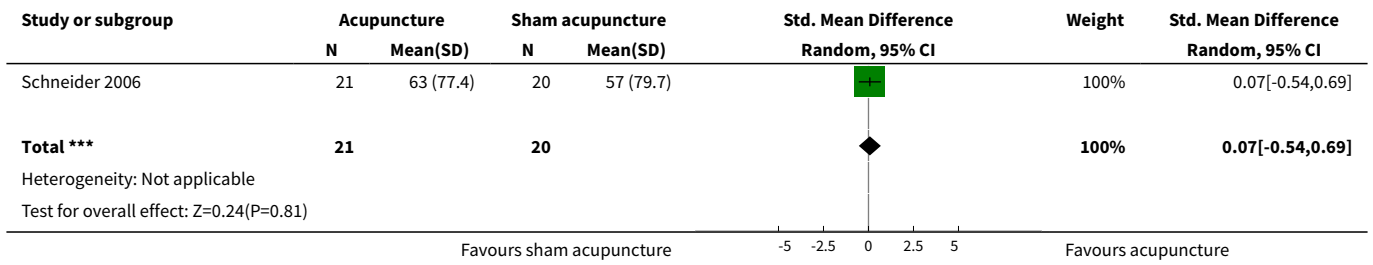 Study or subgroup Acupuncture Sham acupuncture Std. Mean Difference Weight Std. Mean Difference
N Mean(SD) N Mean(SD) Random, 95% CI Random, 95% CI
Schneider 2006 21 63 (77.4) 20 57 (79.7) 100% 0.07[-0.54,0.69]
Total *** 21 20 100% 0.07[-0.54,0.69]
Heterogeneity: Not applicable
Test for overall effect: Z=0.24(P=0.81)
Favours sham acupuncture -5 -2.5 0 2.5 5 Favours acupuncture